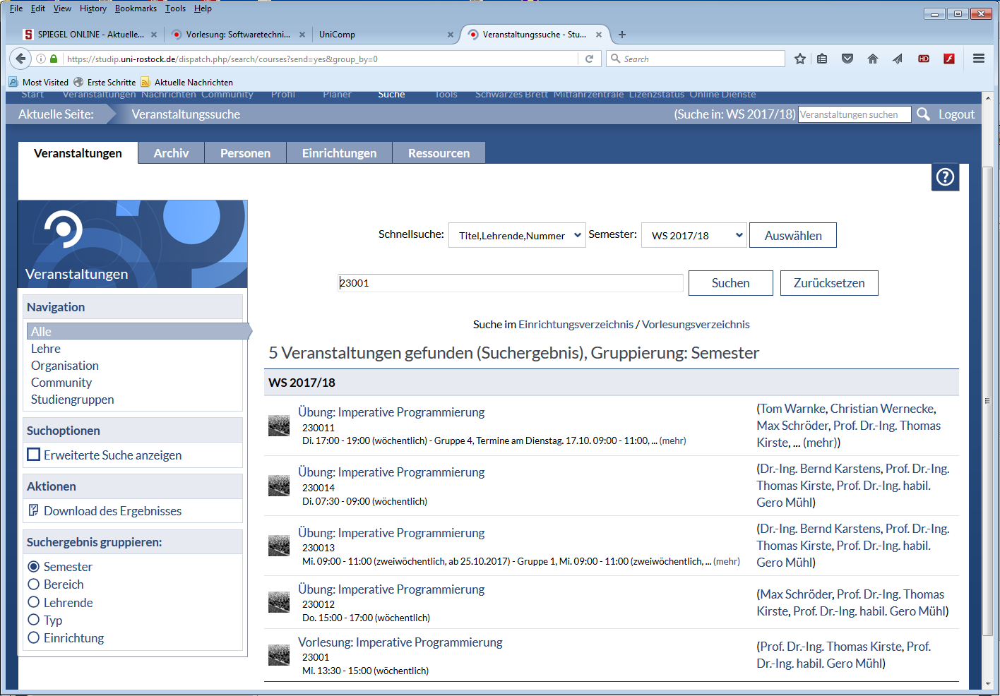 File Edit View History Bookmarks Tools Help
SPIEGEL ONLINE - Aktuelle... Vorlesung: Softwaretechni... UniComp Veranstaltungssuche - Stu...
https://studip.uni-rostock.de/dispatch.php/search/courses?send=yes&group_by=0 Search
Most Visited Erste Schritte Aktuelle Nachrichten
Start Veranstaltungen Nachrichten Community Profil Planer Suche Tools Schwarzes Brett Mitfahrzentrale Lizenzstatus Online Dienste
Aktuelle Seite: Veranstaltungssuche (Suche in: WS 2017/18) Veranstaltungen suchen Logout
Veranstaltungen Archiv Personen Einrichtungen Ressourcen
?
Veranstaltungen
Navigation
Alle
Lehre
Organisation
Community
Studiengruppen
Suchoptionen
Erweiterte Suche anzeigen
Aktionen
Download des Ergebnisses
Suchergebnis gruppieren:
Semester
Bereich
Lehrende
Typ
Einrichtung
Schnellsuche: Titel,Lehrende,Nummer Semester: WS 2017/18 Auswählen
23001 Suchen Zurücksetzen
Suche im Einrichtungsverzeichnis / Vorlesungsverzeichnis
5 Veranstaltungen gefunden (Suchergebnis), Gruppierung: Semester
WS 2017/18
Übung: Imperative Programmierung
230011
Di. 17:00 - 19:00 (wöchentlich) - Gruppe 4, Termine am Dienstag. 17.10. 09:00 - 11:00, ... (mehr)
(Tom Warnke, Christian Wernecke,
Max Schröder, Prof. Dr.-Ing. Thomas
Kirste, ... (mehr))
Übung: Imperative Programmierung
230014
Di. 07:30 - 09:00 (wöchentlich)
(Dr.-Ing. Bernd Karstens, Prof. Dr.-Ing.
Thomas Kirste, Prof. Dr.-Ing. habil.
Gero Mühl)
Übung: Imperative Programmierung
230013
Mi. 09:00 - 11:00 (zweiwöchentlich, ab 25.10.2017) - Gruppe 1, Mi. 09:00 - 11:00 (zweiwöchentlich, ... (mehr)
(Dr.-Ing. Bernd Karstens, Prof. Dr.-Ing.
Thomas Kirste, Prof. Dr.-Ing. habil.
Gero Mühl)
Übung: Imperative Programmierung
230012
Do. 15:00 - 17:00 (wöchentlich)
(Max Schröder, Prof. Dr.-Ing. Thomas
Kirste, Prof. Dr.-Ing. habil. Gero Mühl)
Vorlesung: Imperative Programmierung
23001
Mi. 13:30 - 15:00 (wöchentlich)
(Prof. Dr.-Ing. Thomas Kirste, Prof.
Dr.-Ing. habil. Gero Mühl)